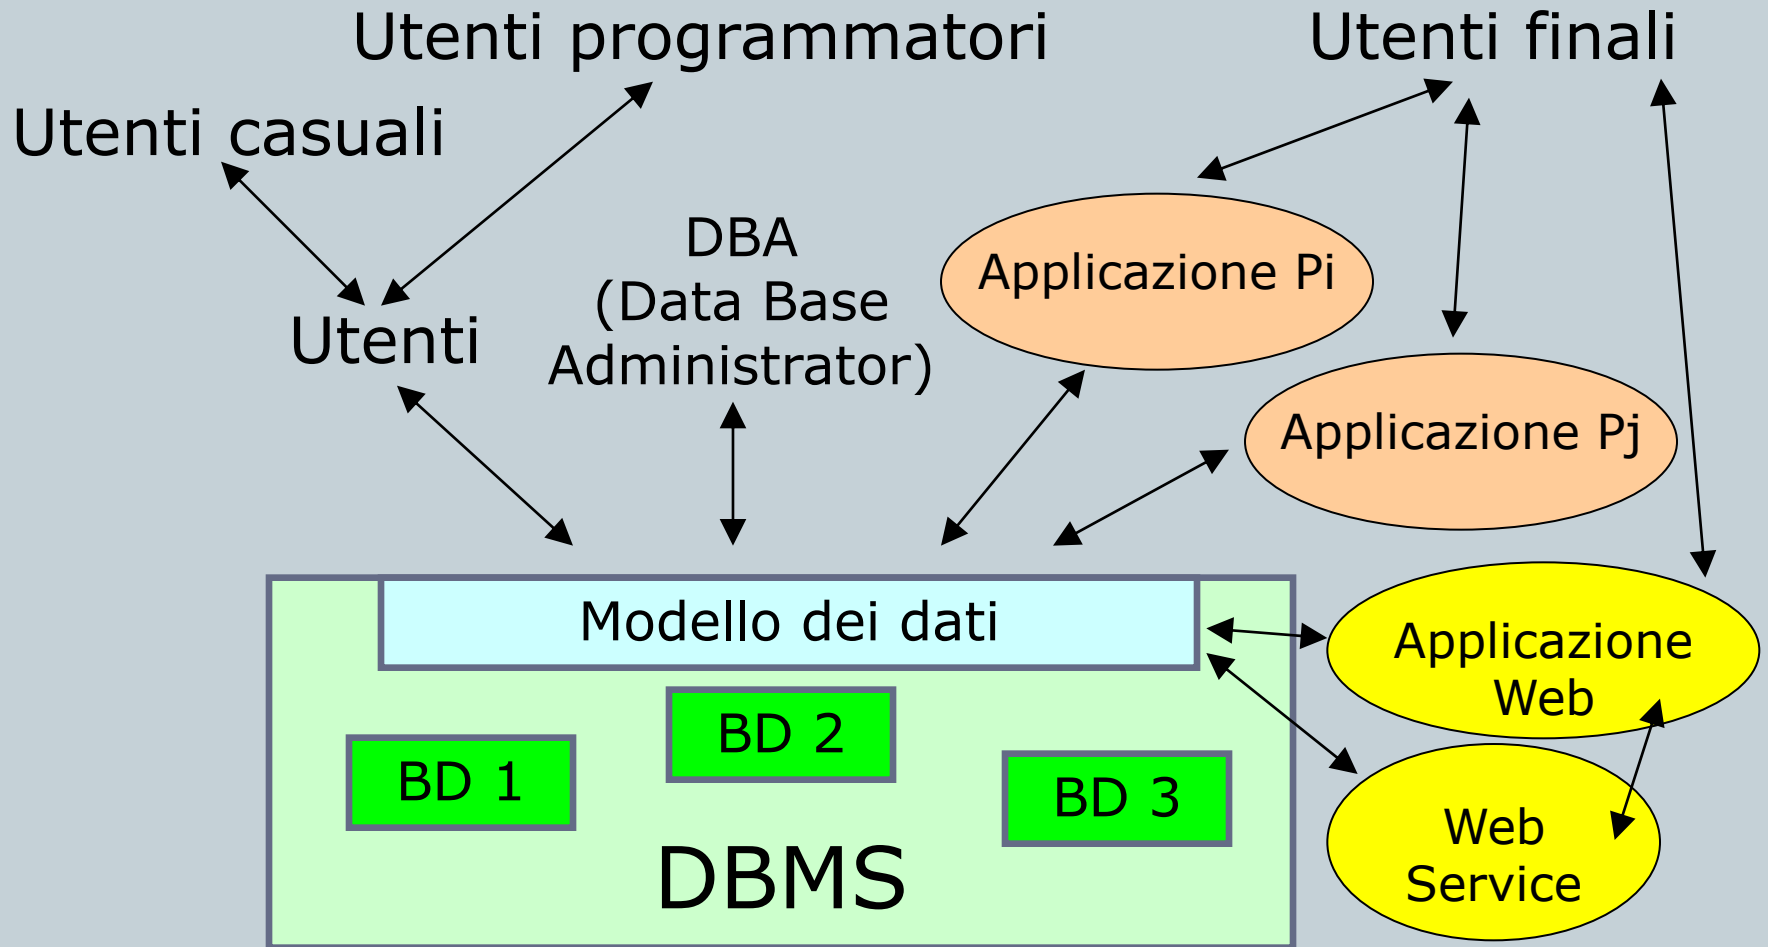 Utenti programmatori
Utenti finali
Utenti casuali
DBA
(Data Base
Administrator)
Utenti
Applicazione Pi
Applicazione Pj
Modello dei dati
Applicazione
Web
BD 1
BD 2
BD 3
DBMS
Web
Service